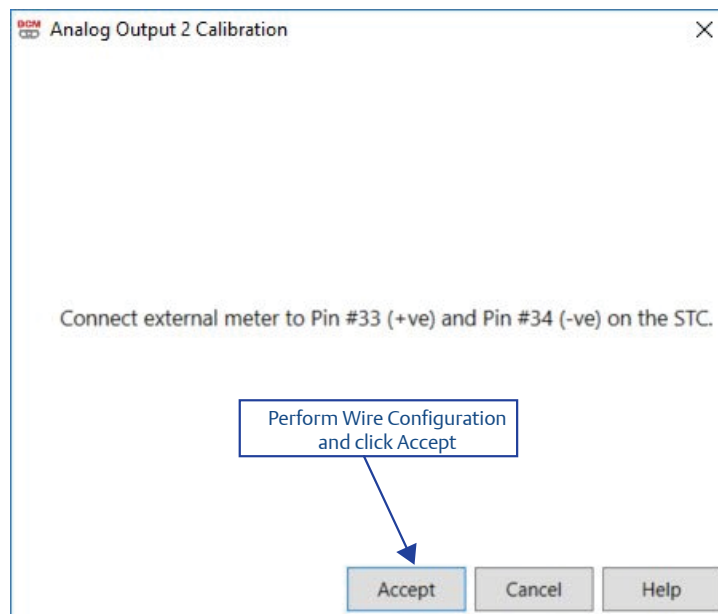 DCM Analog Output 2 Calibration
Connect external meter to Pin #33 (+ve) and Pin #34 (-ve) on the STC.
Perform Wire Configuration
and click Accept
Accept Cancel Help